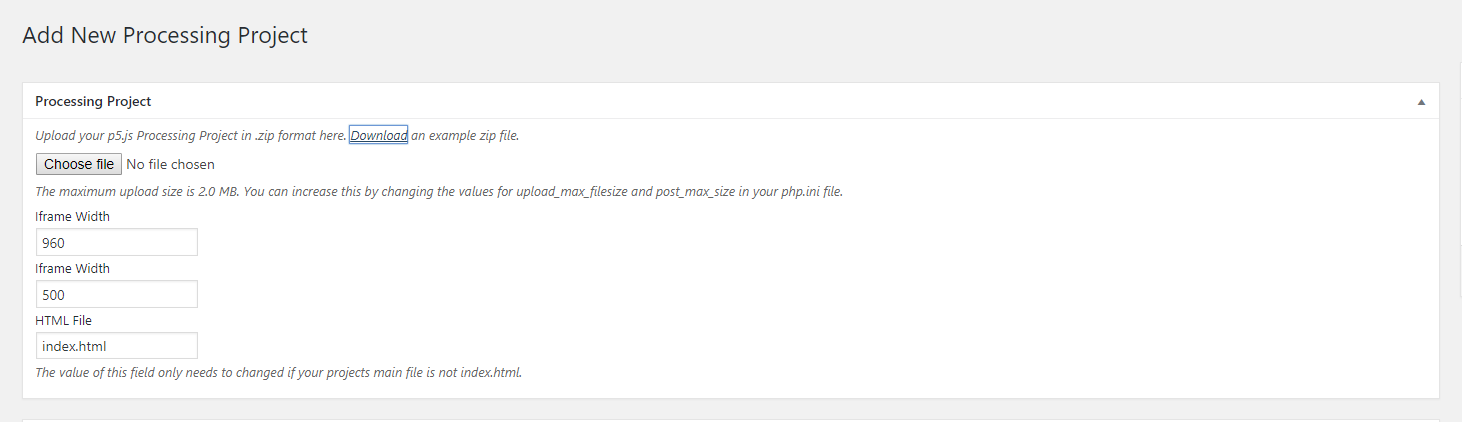 Add New Processing Project
Processing Project
Upload your p5.js Processing Project in .zip format here. Download an example zip file.
Choose file No file chosen
The maximum upload size is 2.0 MB. You can increase this by changing the values for upload_max_filesize and post_max_size in your php.ini file.
Iframe Width
960
Iframe Width
500
HTML File
index.html
The value of this field only needs to changed if your projects main file is not index.html.